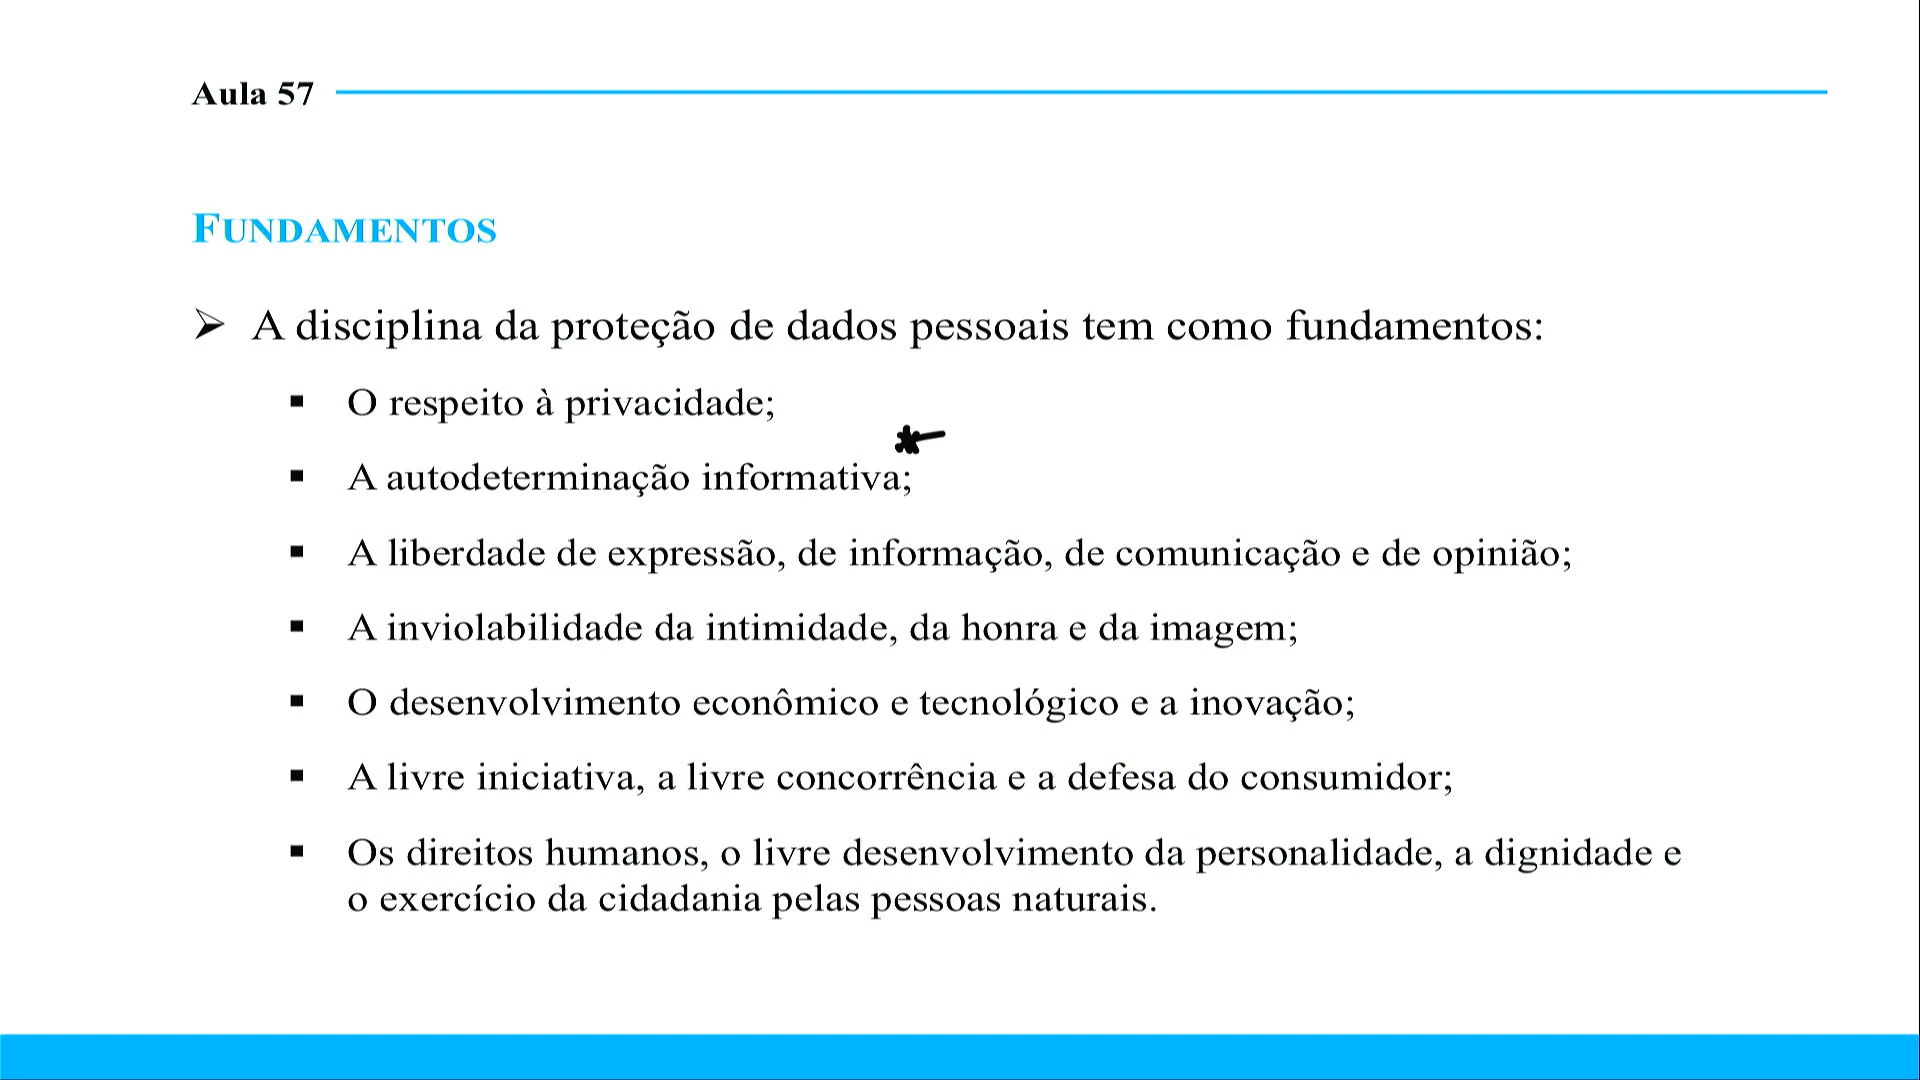 Aula 57
FUNDAMENTOS
A disciplina da proteção de dados pessoais tem como fundamentos:
O respeito à privacidade;
A autodeterminação informativa;
A liberdade de expressão, de informação, de comunicação e de opinião;
A inviolabilidade da intimidade, da honra e da imagem;
O desenvolvimento econômico e tecnológico e a inovação;
A livre iniciativa, a livre concorrência e a defesa do consumidor;
Os direitos humanos, o livre desenvolvimento da personalidade, a dignidade e
o exercício da cidadania pelas pessoas naturais.